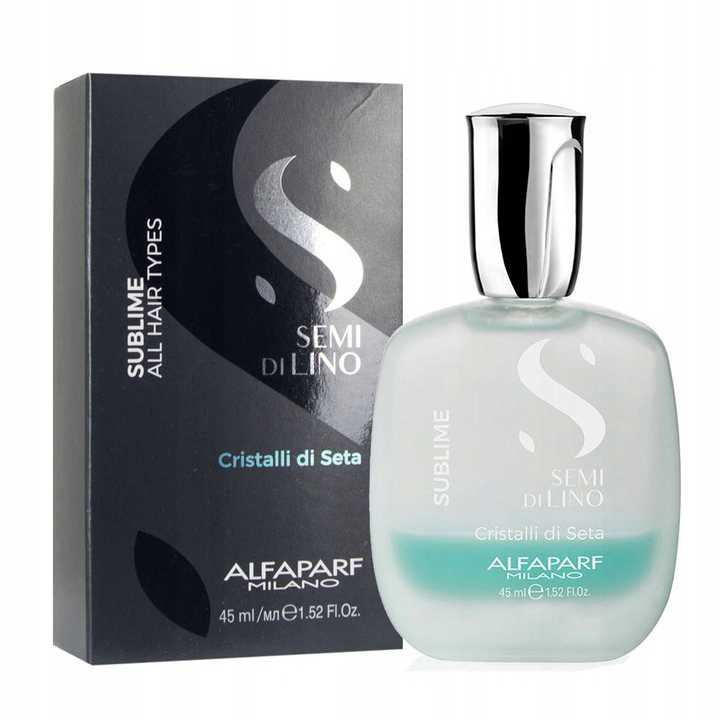 SUBLIME
ALL HAIR TYPES
SEMI
DI LINO
Cristalli di Seta
ALFAPARF
MILANO
45 ml/мл ℮ 1.52 Fl.Oz.
SUBLIME
SEMI
DI LINO
Cristalli di Seta
ALFAPARF
MILANO
45 ml ℮ 1.52 Fl.Oz.